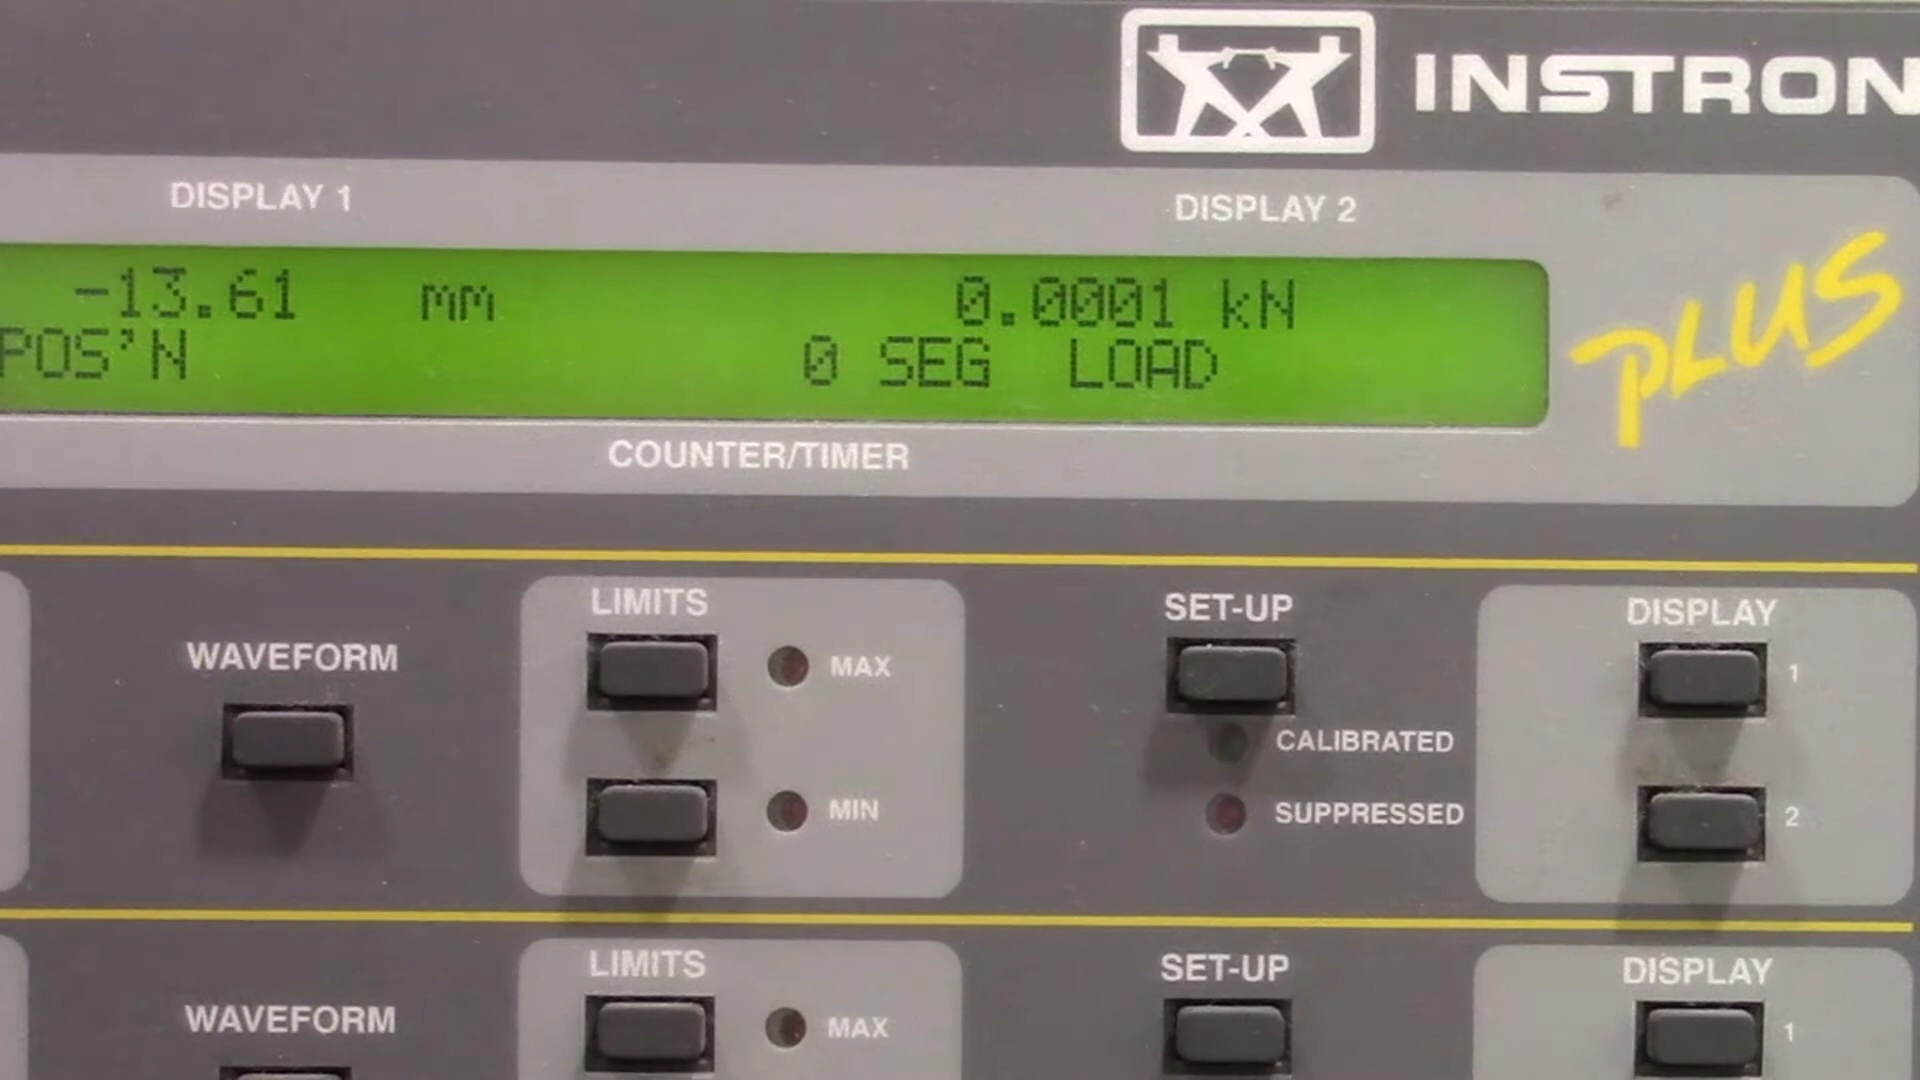 INSTRON
DISPLAY 1 DISPLAY 2
PLUS
-13.61 mm 0.0001 kN
POS'N 0 SEG LOAD
COUNTER/TIMER
WAVEFORM
LIMITS
MAX
MIN
SET-UP
CALIBRATED
SUPPRESSED
DISPLAY
1
2
WAVEFORM
LIMITS
MAX
SET-UP
DISPLAY
1